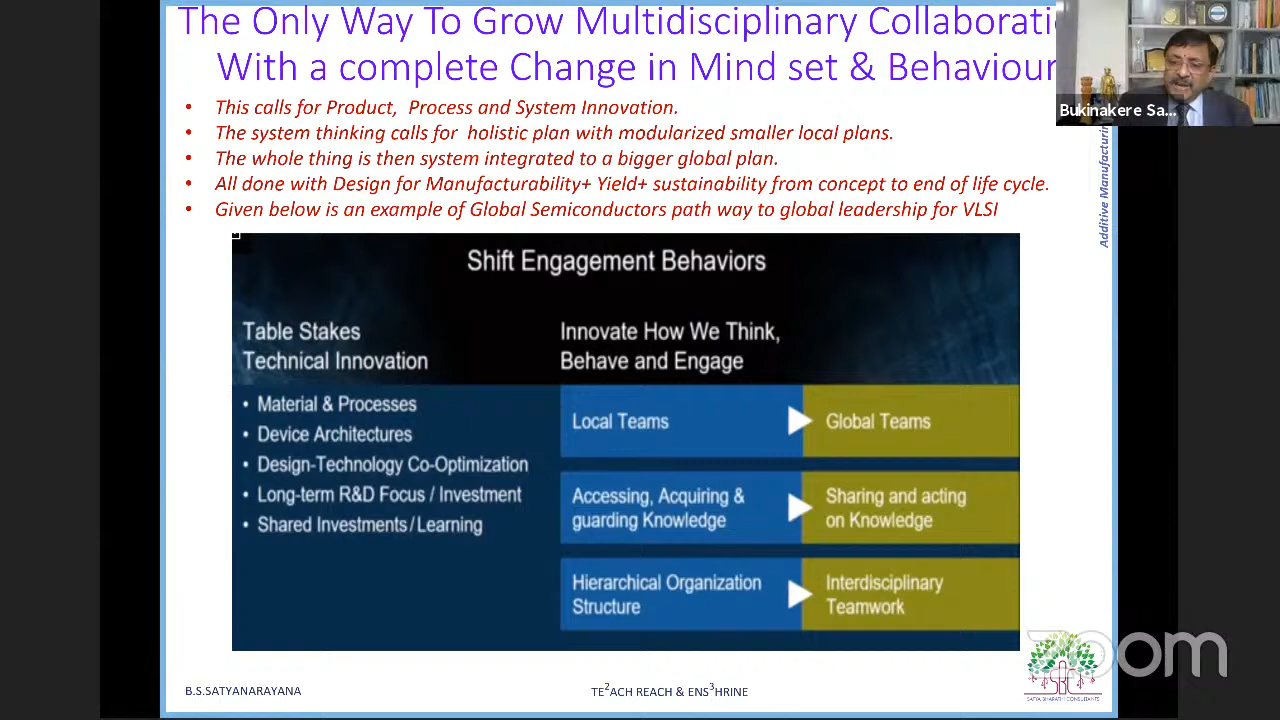 The Only Way To Grow Multidisciplinary Collaborati
With a complete Change in Mind set & Behaviour
Bukinakere Sa...
Additive Manufacturing
• This calls for Product, Process and System Innovation.
• The system thinking calls for holistic plan with modularized smaller local plans.
• The whole thing is then system integrated to a bigger global plan.
• All done with Design for Manufacturability+ Yield+ sustainability from concept to end of life cycle.
• Given below is an example of Global Semiconductors path way to global leadership for VLSI
Shift Engagement Behaviors
Table Stakes
Technical Innovation
• Material & Processes
• Device Architectures
• Design-Technology Co-Optimization
• Long-term R&D Focus / Investment
• Shared Investments/Learning
Innovate How We Think,
Behave and Engage
Local Teams
Global Teams
Accessing, Acquiring &
guarding Knowledge
Sharing and acting
on Knowledge
Hierarchical Organization
Structure
Interdisciplinary
Teamwork
B.S.SATYANARAYANA
TE²ACH REACH & ENS³HRINE
zoom
SATYA BHARATH CONSULTANTS